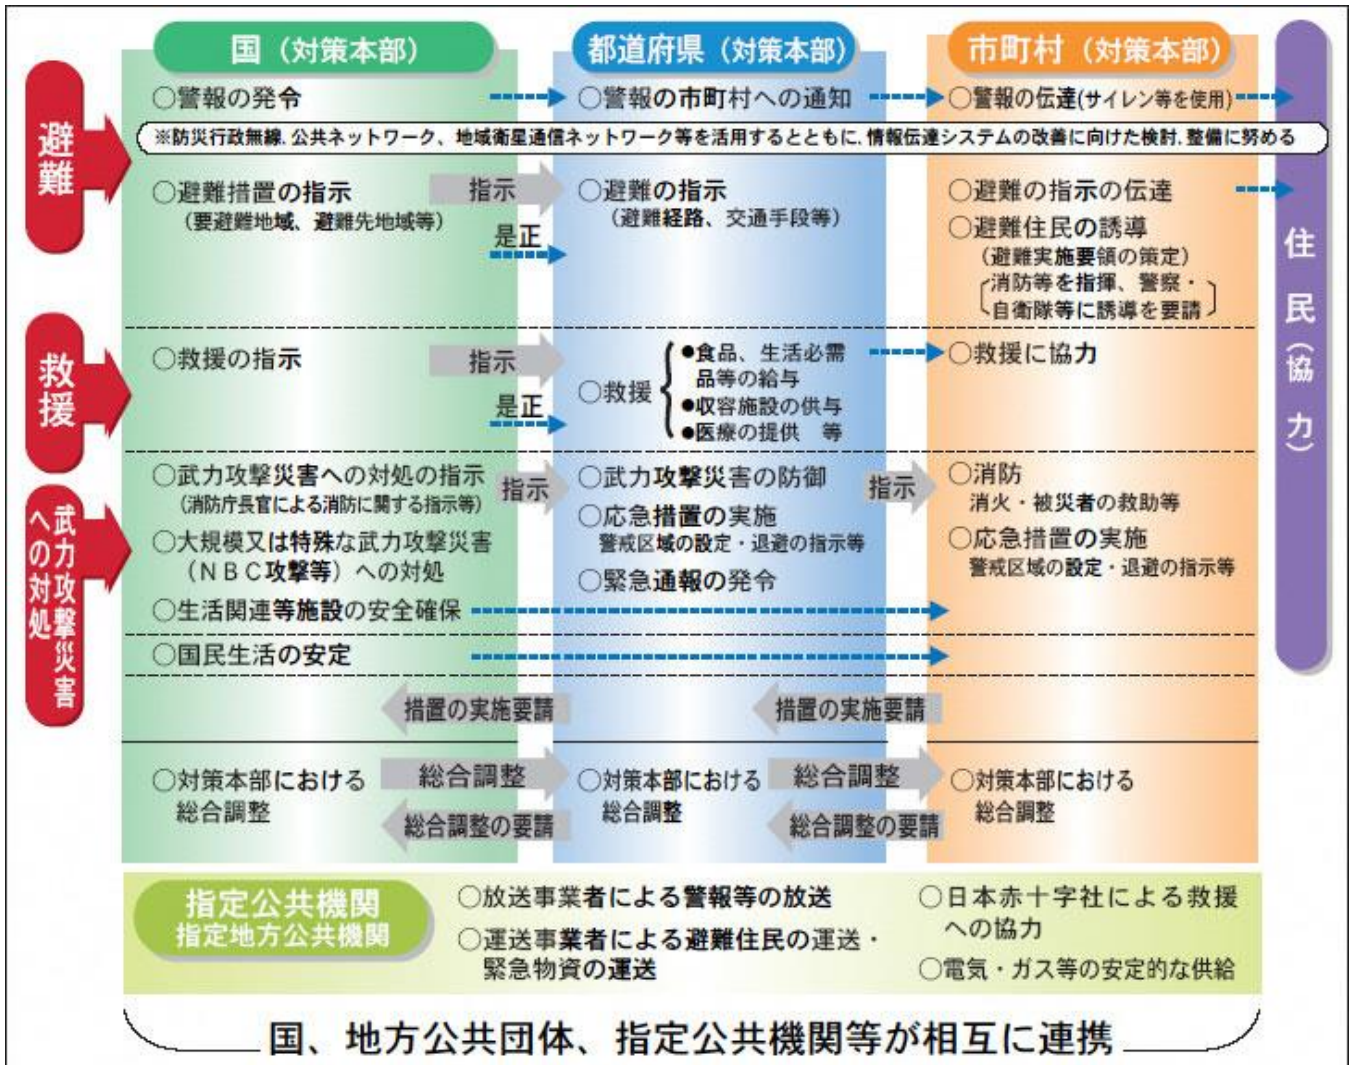 国（対策本部）
都道府県（対策本部）
市町村（対策本部）
避難
○警報の発令
○警報の市町村への通知
○警報の伝達(サイレン等を使用)
※防災行政無線.公共ネットワーク、地域衛星通信ネットワーク等を活用するとともに.情報伝達システムの改善に向けた検討.整備に努める
○避難措置の指示
（要避難地域、避難先地域等）
指示
是正
○避難の指示
（避難経路、交通手段等）
○避難の指示の伝達
○避難住民の誘導
（避難実施要領の策定）
消防等を指揮、警察・
自衛隊等に誘導を要請
住民（協力）
救援
○救援の指示
指示
是正
○救援
●食品、生活必需
品等の給与
●収容施設の供与
●医療の提供　等
○救援に協力
武力攻撃災害
への対処
○武力攻撃災害への対処の指示
（消防庁長官による消防に関する指示等）
○大規模又は特殊な武力攻撃災害
（ＮＢＣ攻撃等）への対処
○生活関連等施設の安全確保
指示
○武力攻撃災害の防御
○応急措置の実施
警戒区域の設定・退避の指示等
○緊急通報の発令
指示
○消防
消火・被災者の救助等
○応急措置の実施
警戒区域の設定・退避の指示等
○国民生活の安定
措置の実施要請
措置の実施要請
○対策本部における
総合調整
総合調整
総合調整の要請
○対策本部における
総合調整
総合調整
総合調整の要請
○対策本部における
総合調整
指定公共機関
指定地方公共機関
○放送事業者による警報等の放送
○運送事業者による避難住民の運送・
緊急物資の運送
○日本赤十字社による救援
への協力
○電気・ガス等の安定的な供給
国、地方公共団体、指定公共機関等が相互に連携